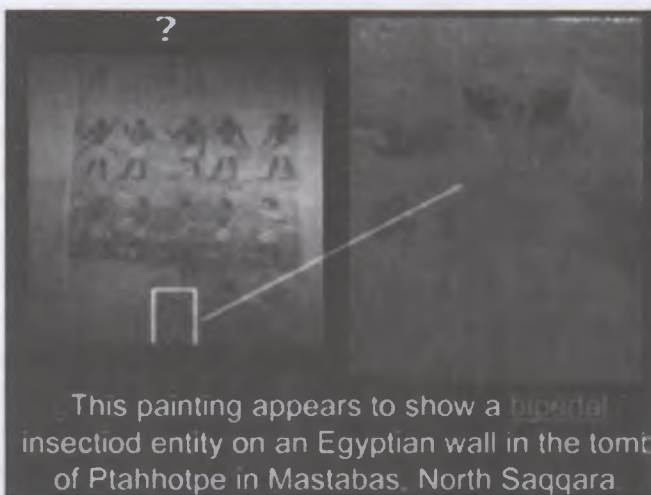 ?
This painting appears to show a bipedal
insectiod entity on an Egyptian wall in the tomb
of Ptahhotpe in Mastabas, North Saqqara